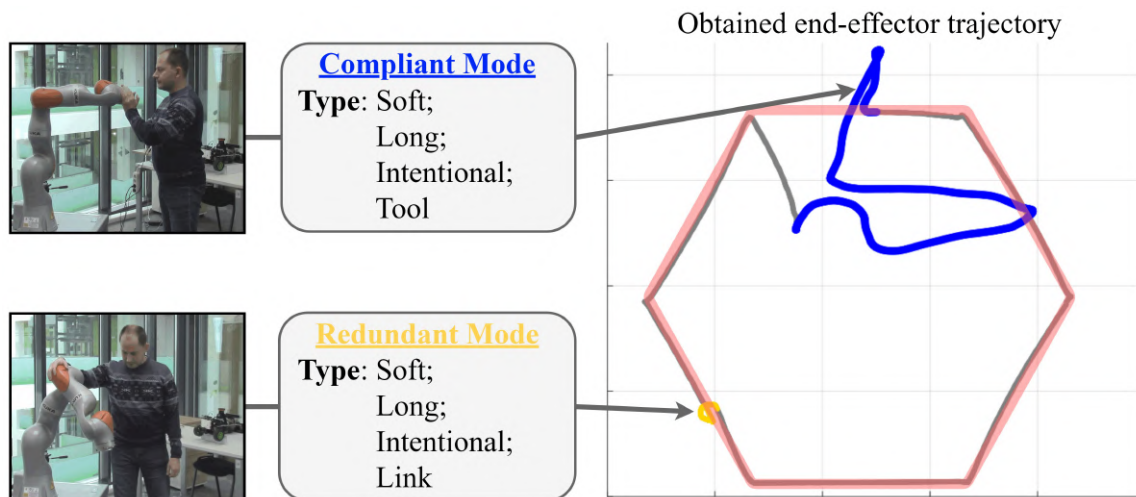 Obtained end-effector trajectory
Compliant Mode
Type: Soft;
Long;
Intentional;
Tool
Redundant Mode
Type: Soft;
Long;
Intentional;
Link